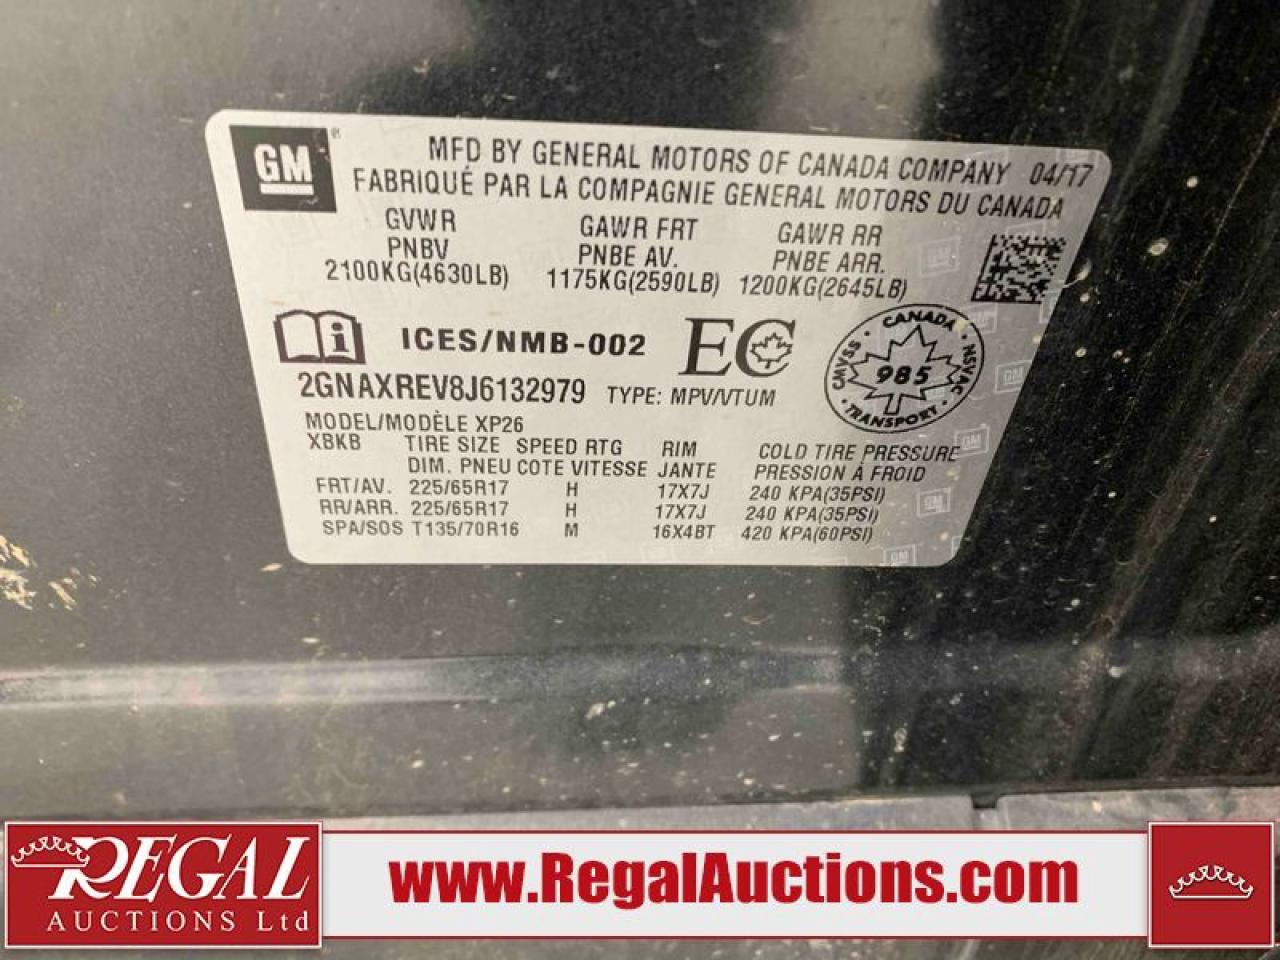 GM®
MFD BY GENERAL MOTORS OF CANADA COMPANY 04/17
FABRIQUÉ PAR LA COMPAGNIE GENERAL MOTORS DU CANADA
GVWR GAWR FRT GAWR RR
PNBV PNBE AV. PNBE ARR.
2100KG(4630LB) 1175KG(2590LB) 1200KG(2645LB)
ICES/NMB-002 EC
CANADA CMVSS NSVAC 985 TRANSPORT
2GNAXREV8J6132979 TYPE: MPV/VTUM
MODEL/MODÈLE XP26
XBKB TIRE SIZE SPEED RTG RIM COLD TIRE PRESSURE
DIM. PNEU COTE VITESSE JANTE PRESSION À FROID
FRT/AV. 225/65R17 H 17X7J 240 KPA(35PSI)
RR/ARR. 225/65R17 H 17X7J 240 KPA(35PSI)
SPA/SOS T135/70R16 M 16X4BT 420 KPA(60PSI)
REGAL
AUCTIONS Ltd
www.RegalAuctions.com